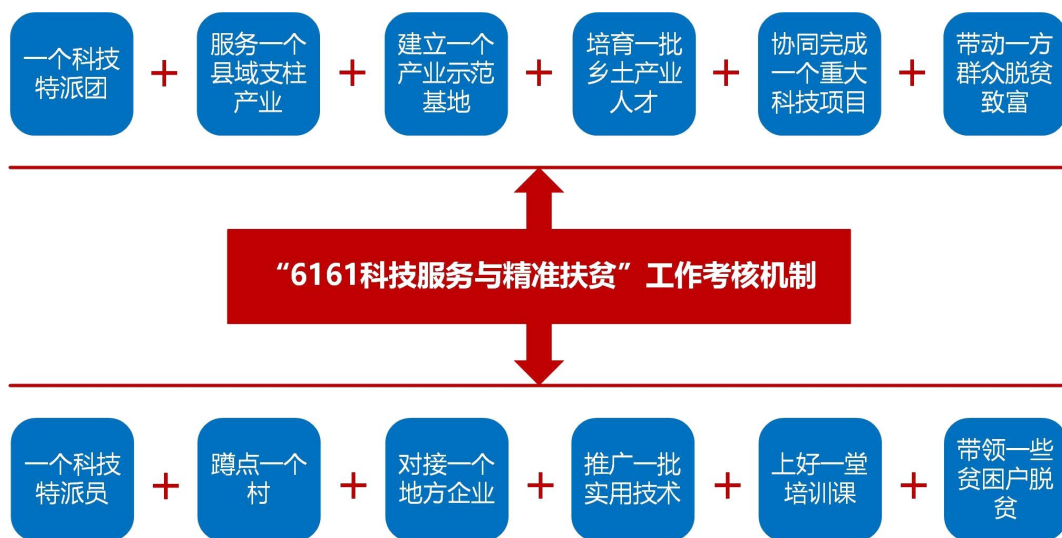 一个科技
特派团
+
服务一个
县域支柱
产业
+
建立一个
产业示范
基地
+
培育一批
乡土产业
人才
+
协同完成
一个重大
科技项目
+
带动一方
群众脱贫
致富
“6161科技服务与精准扶贫”工作考核机制
一个科技
特派员
+
蹲点一个
村
+
对接一个
地方企业
+
推广一批
实用技术
+
上好一堂
培训课
+
带领一些
贫困户脱
贫